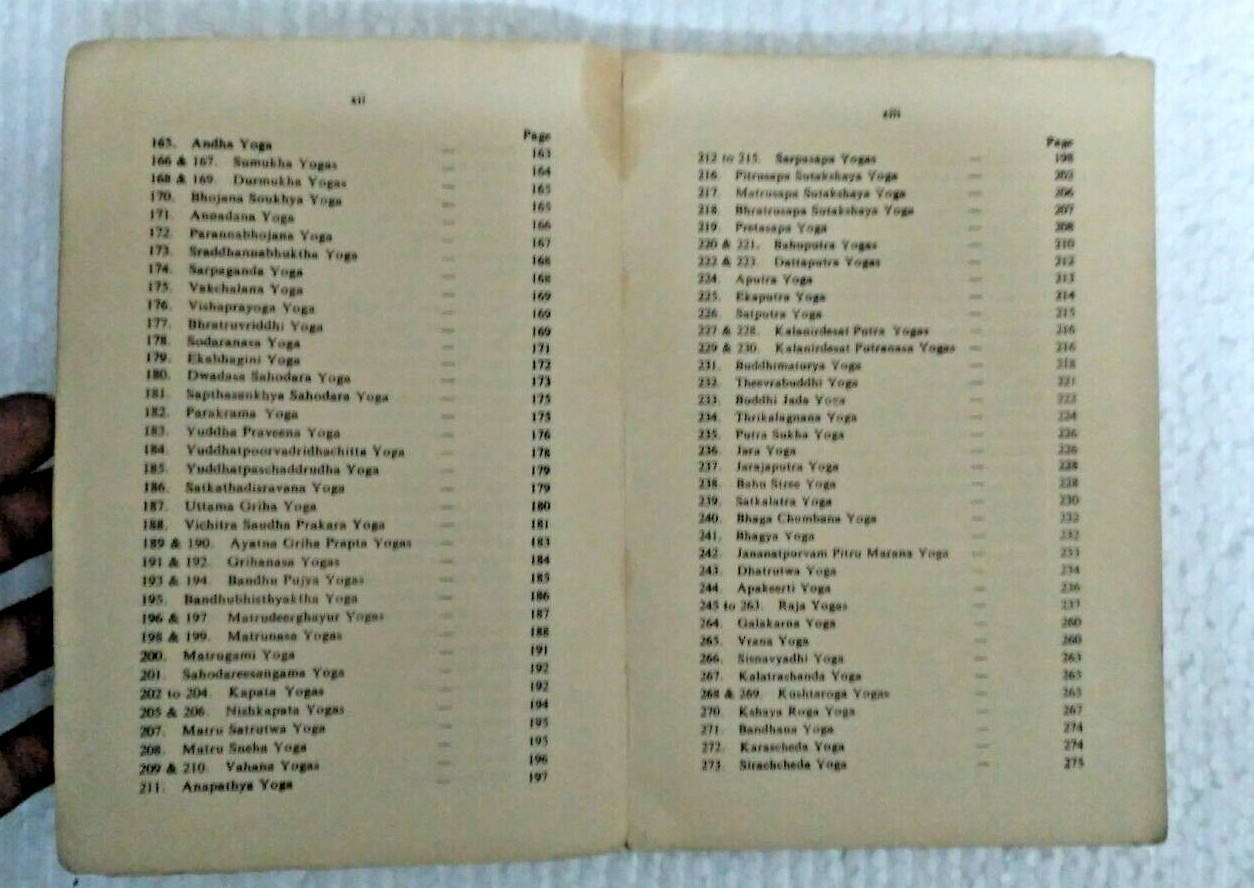 xii
Page
165. Andha Yoga — 163
166 & 167. Sumukha Yogas — 164
168 & 169. Durmukha Yogas — 165
170. Bhojana Soukhya Yoga — 165
171. Annadana Yoga — 166
172. Parannabhojana Yoga — 167
173. Sraddhannabhuktha Yoga — 168
174. Sarpaganda Yoga — 168
175. Vakchalana Yoga — 169
176. Vishaprayoga Yoga — 169
177. Bhratruvriddhi Yoga — 169
178. Sodaranasa Yoga — 171
179. Ekabhagini Yoga — 172
180. Dwadasa Sahodara Yoga — 173
181. Sapthasankhya Sahodara Yoga — 175
182. Parakrama Yoga — 175
183. Yuddha Praveena Yoga — 176
184. Yuddhatpoorvadridhachitta Yoga — 178
185. Yuddhatpaschaddrudha Yoga — 179
186. Satkathadisravana Yoga — 179
187. Uttama Griha Yoga — 180
188. Vichitra Saudha Prakara Yoga — 181
189 & 190. Ayatna Griha Prapta Yogas — 183
191 & 192. Grihanasa Yogas — 184
193 & 194. Bandhu Pujya Yogas — 185
195. Bandhubhisthyaktha Yoga — 186
196 & 197 Matrudeerghayur Yogas — 187
198 & 199. Matrunasa Yogas — 188
200. Matrugami Yoga — 191
201. Sahodareesangama Yoga — 192
202 to 204. Kapata Yogas — 192
205 & 206. Nishkapata Yogas — 194
207. Matru Satrutwa Yoga — 195
208. Matru Sneha Yoga — 195
209 & 210. Vahana Yogas — 196
211. Anapathya Yoga — 197
xiii
Page
212 to 215. Sarpasapa Yogas — 198
216. Pitrusapa Sutakshaya Yoga — 202
217. Matrusapa Sutakshaya Yoga — 206
218. Bhratrusapa Sutakshaya Yoga — 207
219. Pretasapa Yoga — 208
220 & 221. Bahuputra Yogas — 210
222 & 223. Dattaputra Yogas — 212
224. Aputra Yoga — 213
225. Ekaputra Yoga — 214
226. Satputra Yoga — 215
227 & 228. Kalanirdesat Putra Yogas — 216
229 & 230. Kalanirdesat Putranasa Yogas — 216
231. Buddhimaturya Yoga — 218
232. Theevrabuddhi Yoga — 221
233. Buddhi Jada Yoga — 222
234. Thrikalagnana Yoga — 224
235. Putra Sukha Yoga — 226
236. Jara Yoga — 226
237. Jarajaputra Yoga — 228
238. Bahu Stree Yoga — 228
239. Satkalatra Yoga — 230
240. Bhaga Chumbana Yoga — 232
241. Bhagya Yoga — 232
242. Jananatpurvam Pitru Marana Yoga — 233
243. Dhatrutwa Yoga — 234
244. Apakeerti Yoga — 236
245 to 263. Raja Yogas — 237
264. Galakarna Yoga — 260
265. Vrana Yoga — 260
266. Sisnavyadhi Yoga — 263
267. Kalatrashanda Yoga — 263
268 & 269. Kushtaroga Yogas — 265
270. Kshaya Roga Yoga — 267
271. Bandhana Yoga — 274
272. Karascheda Yoga — 274
273. Sirachcheda Yoga — 275